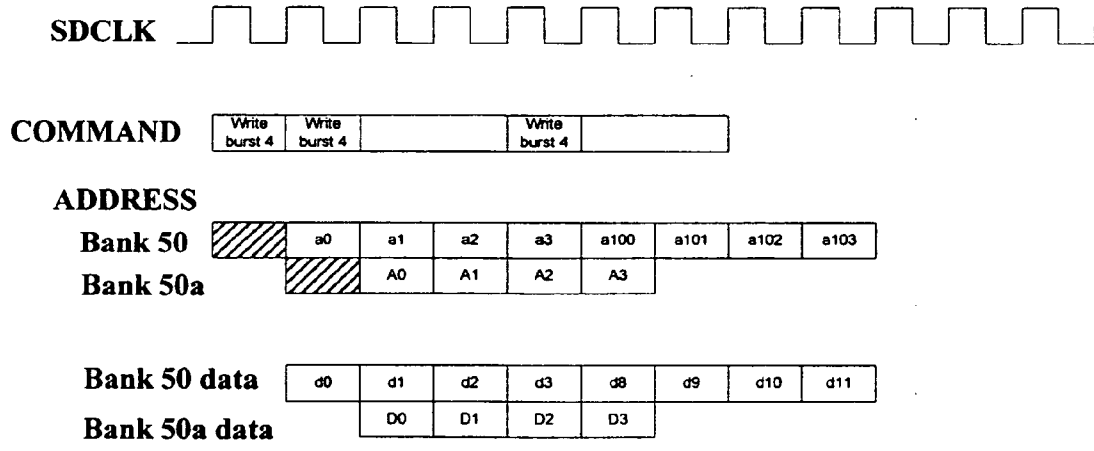 SDCLK
COMMAND Write burst 4 Write burst 4 Write burst 4
ADDRESS
Bank 50 a0 a1 a2 a3 a100 a101 a102 a103
Bank 50a A0 A1 A2 A3
Bank 50 data d0 d1 d2 d3 d8 d9 d10 d11
Bank 50a data D0 D1 D2 D3